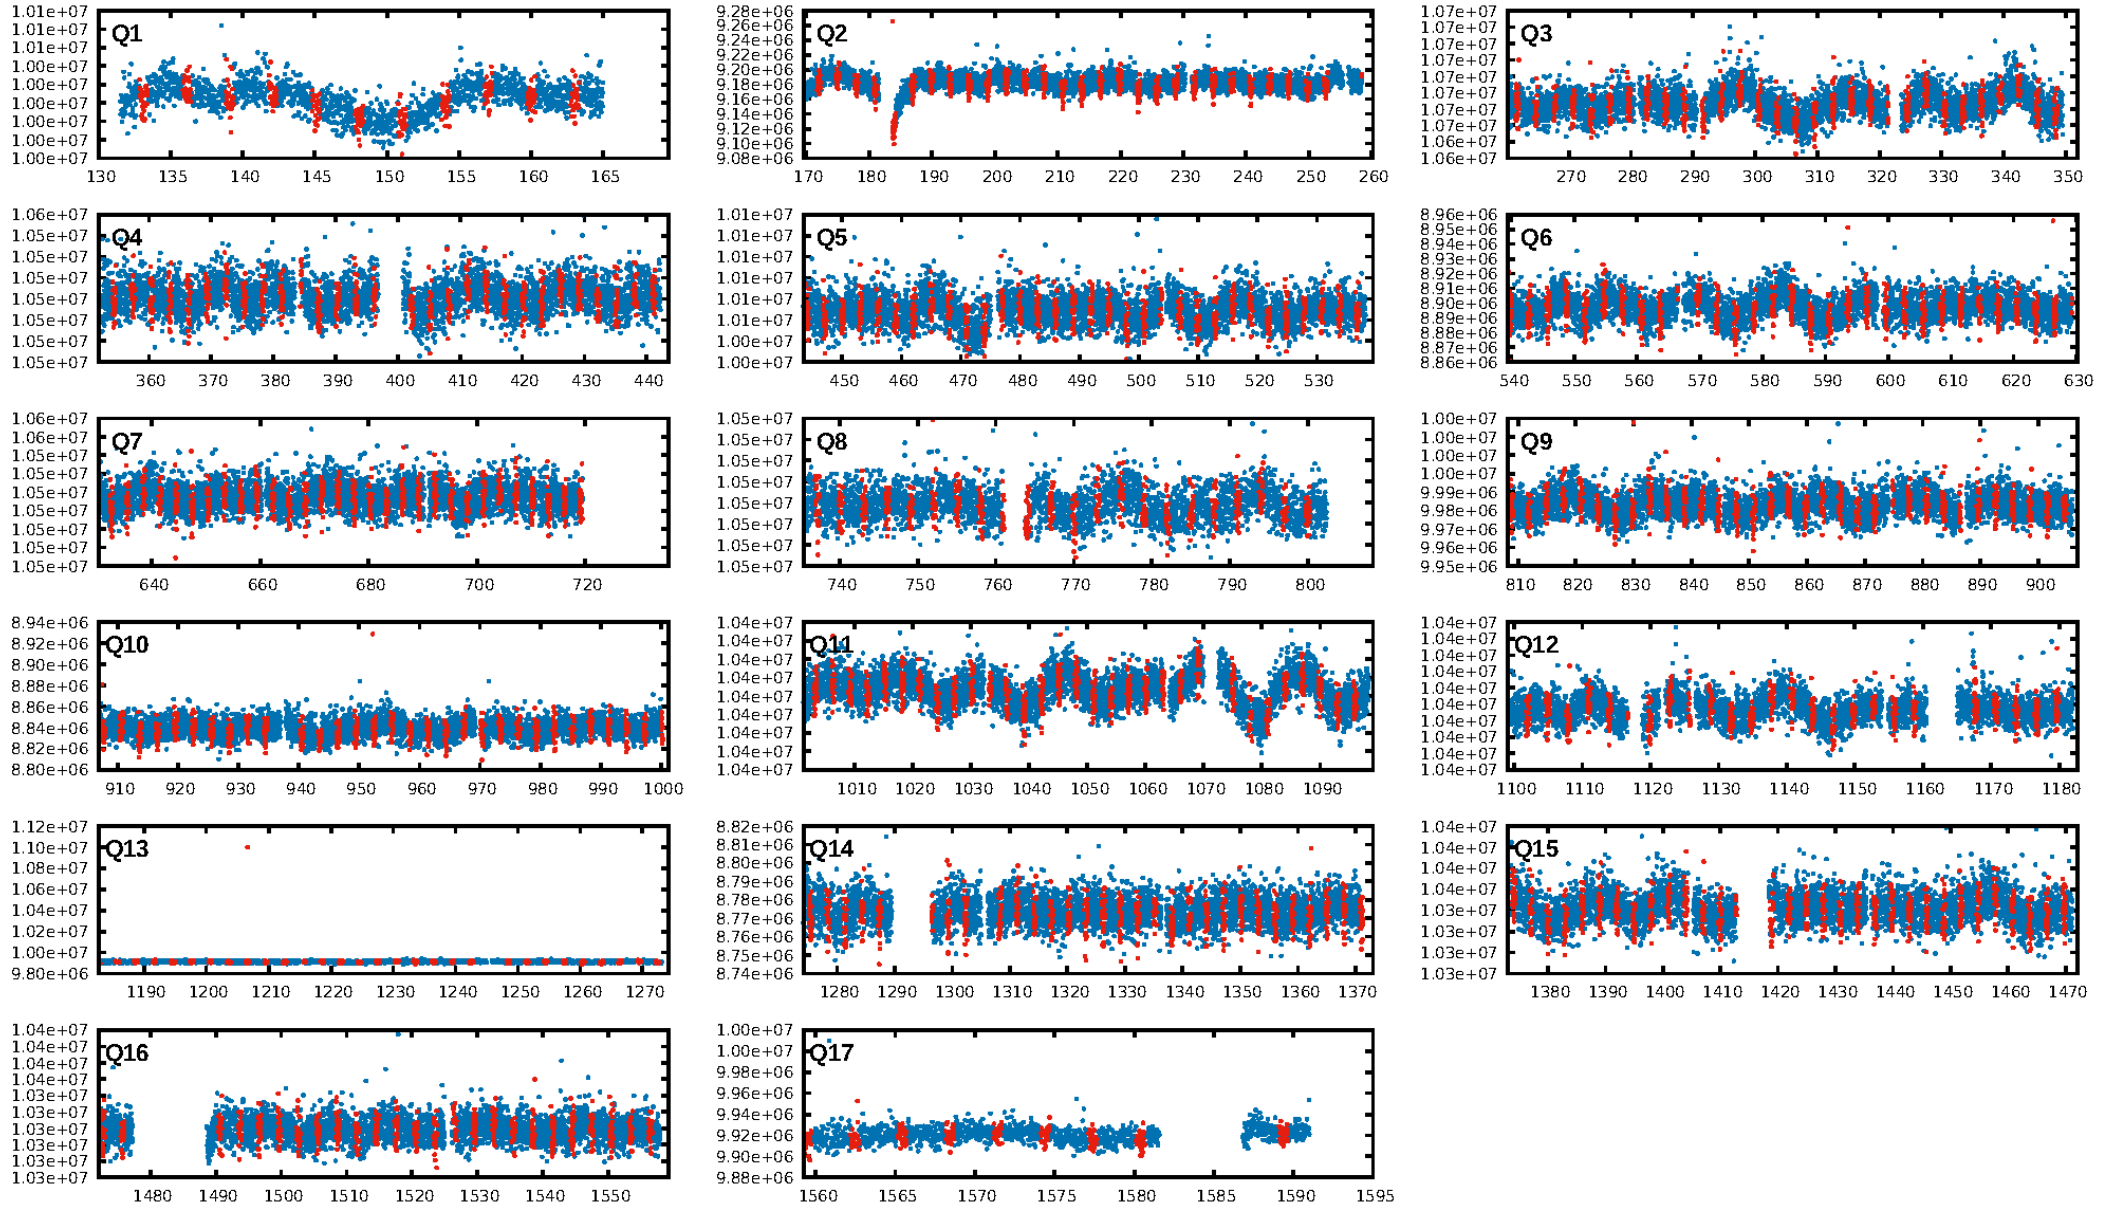 1.01e+07
1.01e+07
1.01e+07
1.00e+07
1.00e+07
1.00e+07
1.00e+07
1.00e+07
1.00e+07
Q1
130 135 140 145 150 155 160 165
9.28e+06
9.26e+06
9.24e+06
9.22e+06
9.20e+06
9.18e+06
9.16e+06
9.14e+06
9.12e+06
9.10e+06
9.08e+06
Q2
170 180 190 200 210 220 230 240 250 260
1.07e+07
1.07e+07
1.07e+07
1.07e+07
1.07e+07
1.07e+07
1.07e+07
1.07e+07
1.06e+07
1.06e+07
Q3
270 280 290 300 310 320 330 340 350
1.06e+07
1.05e+07
1.05e+07
1.05e+07
1.05e+07
1.05e+07
1.05e+07
1.05e+07
Q4
360 370 380 390 400 410 420 430 440
1.01e+07
1.01e+07
1.01e+07
1.01e+07
1.01e+07
1.01e+07
1.00e+07
1.00e+07
Q5
450 460 470 480 490 500 510 520 530
8.96e+06
8.94e+06
8.94e+06
8.93e+06
8.92e+06
8.91e+06
8.90e+06
8.89e+06
8.88e+06
8.87e+06
8.86e+06
Q6
540 550 560 570 580 590 600 610 620 630
1.06e+07
1.06e+07
1.05e+07
1.05e+07
1.05e+07
1.05e+07
1.05e+07
1.05e+07
1.05e+07
Q7
640 660 680 700 720
1.05e+07
1.05e+07
1.05e+07
1.05e+07
1.05e+07
1.05e+07
1.05e+07
1.05e+07
Q8
740 750 760 770 780 790 800
1.00e+07
1.00e+07
1.00e+07
1.00e+07
9.99e+06
9.98e+06
9.97e+06
9.96e+06
9.95e+06
Q9
810 820 830 840 850 860 870 880 890 900
8.94e+06
8.92e+06
8.90e+06
8.88e+06
8.86e+06
8.84e+06
8.82e+06
8.80e+06
Q10
910 920 930 940 950 960 970 980 990 1000
1.04e+07
1.04e+07
1.04e+07
1.04e+07
1.04e+07
1.04e+07
1.04e+07
1.04e+07
1.04e+07
Q11
1010 1020 1030 1040 1050 1060 1070 1080 1090
1.04e+07
1.04e+07
1.04e+07
1.04e+07
1.04e+07
1.04e+07
1.04e+07
1.04e+07
1.04e+07
1.04e+07
Q12
1100 1110 1120 1130 1140 1150 1160 1170 1180
1.12e+07
1.10e+07
1.08e+07
1.06e+07
1.04e+07
1.02e+07
1.00e+07
9.80e+06
Q13
1190 1200 1210 1220 1230 1240 1250 1260 1270
8.82e+06
8.81e+06
8.80e+06
8.79e+06
8.78e+06
8.77e+06
8.76e+06
8.75e+06
8.74e+06
Q14
1280 1290 1300 1310 1320 1330 1340 1350 1360 1370
1.04e+07
1.04e+07
1.04e+07
1.04e+07
1.03e+07
1.03e+07
1.03e+07
1.03e+07
Q15
1380 1390 1400 1410 1420 1430 1440 1450 1460 1470
1.04e+07
1.04e+07
1.04e+07
1.04e+07
1.03e+07
1.03e+07
1.03e+07
1.03e+07
1.03e+07
1.03e+07
Q16
1480 1490 1500 1510 1520 1530 1540 1550
1.00e+07
1.00e+07
9.98e+06
9.96e+06
9.94e+06
9.92e+06
9.90e+06
9.88e+06
Q17
1560 1565 1570 1575 1580 1585 1590 1595